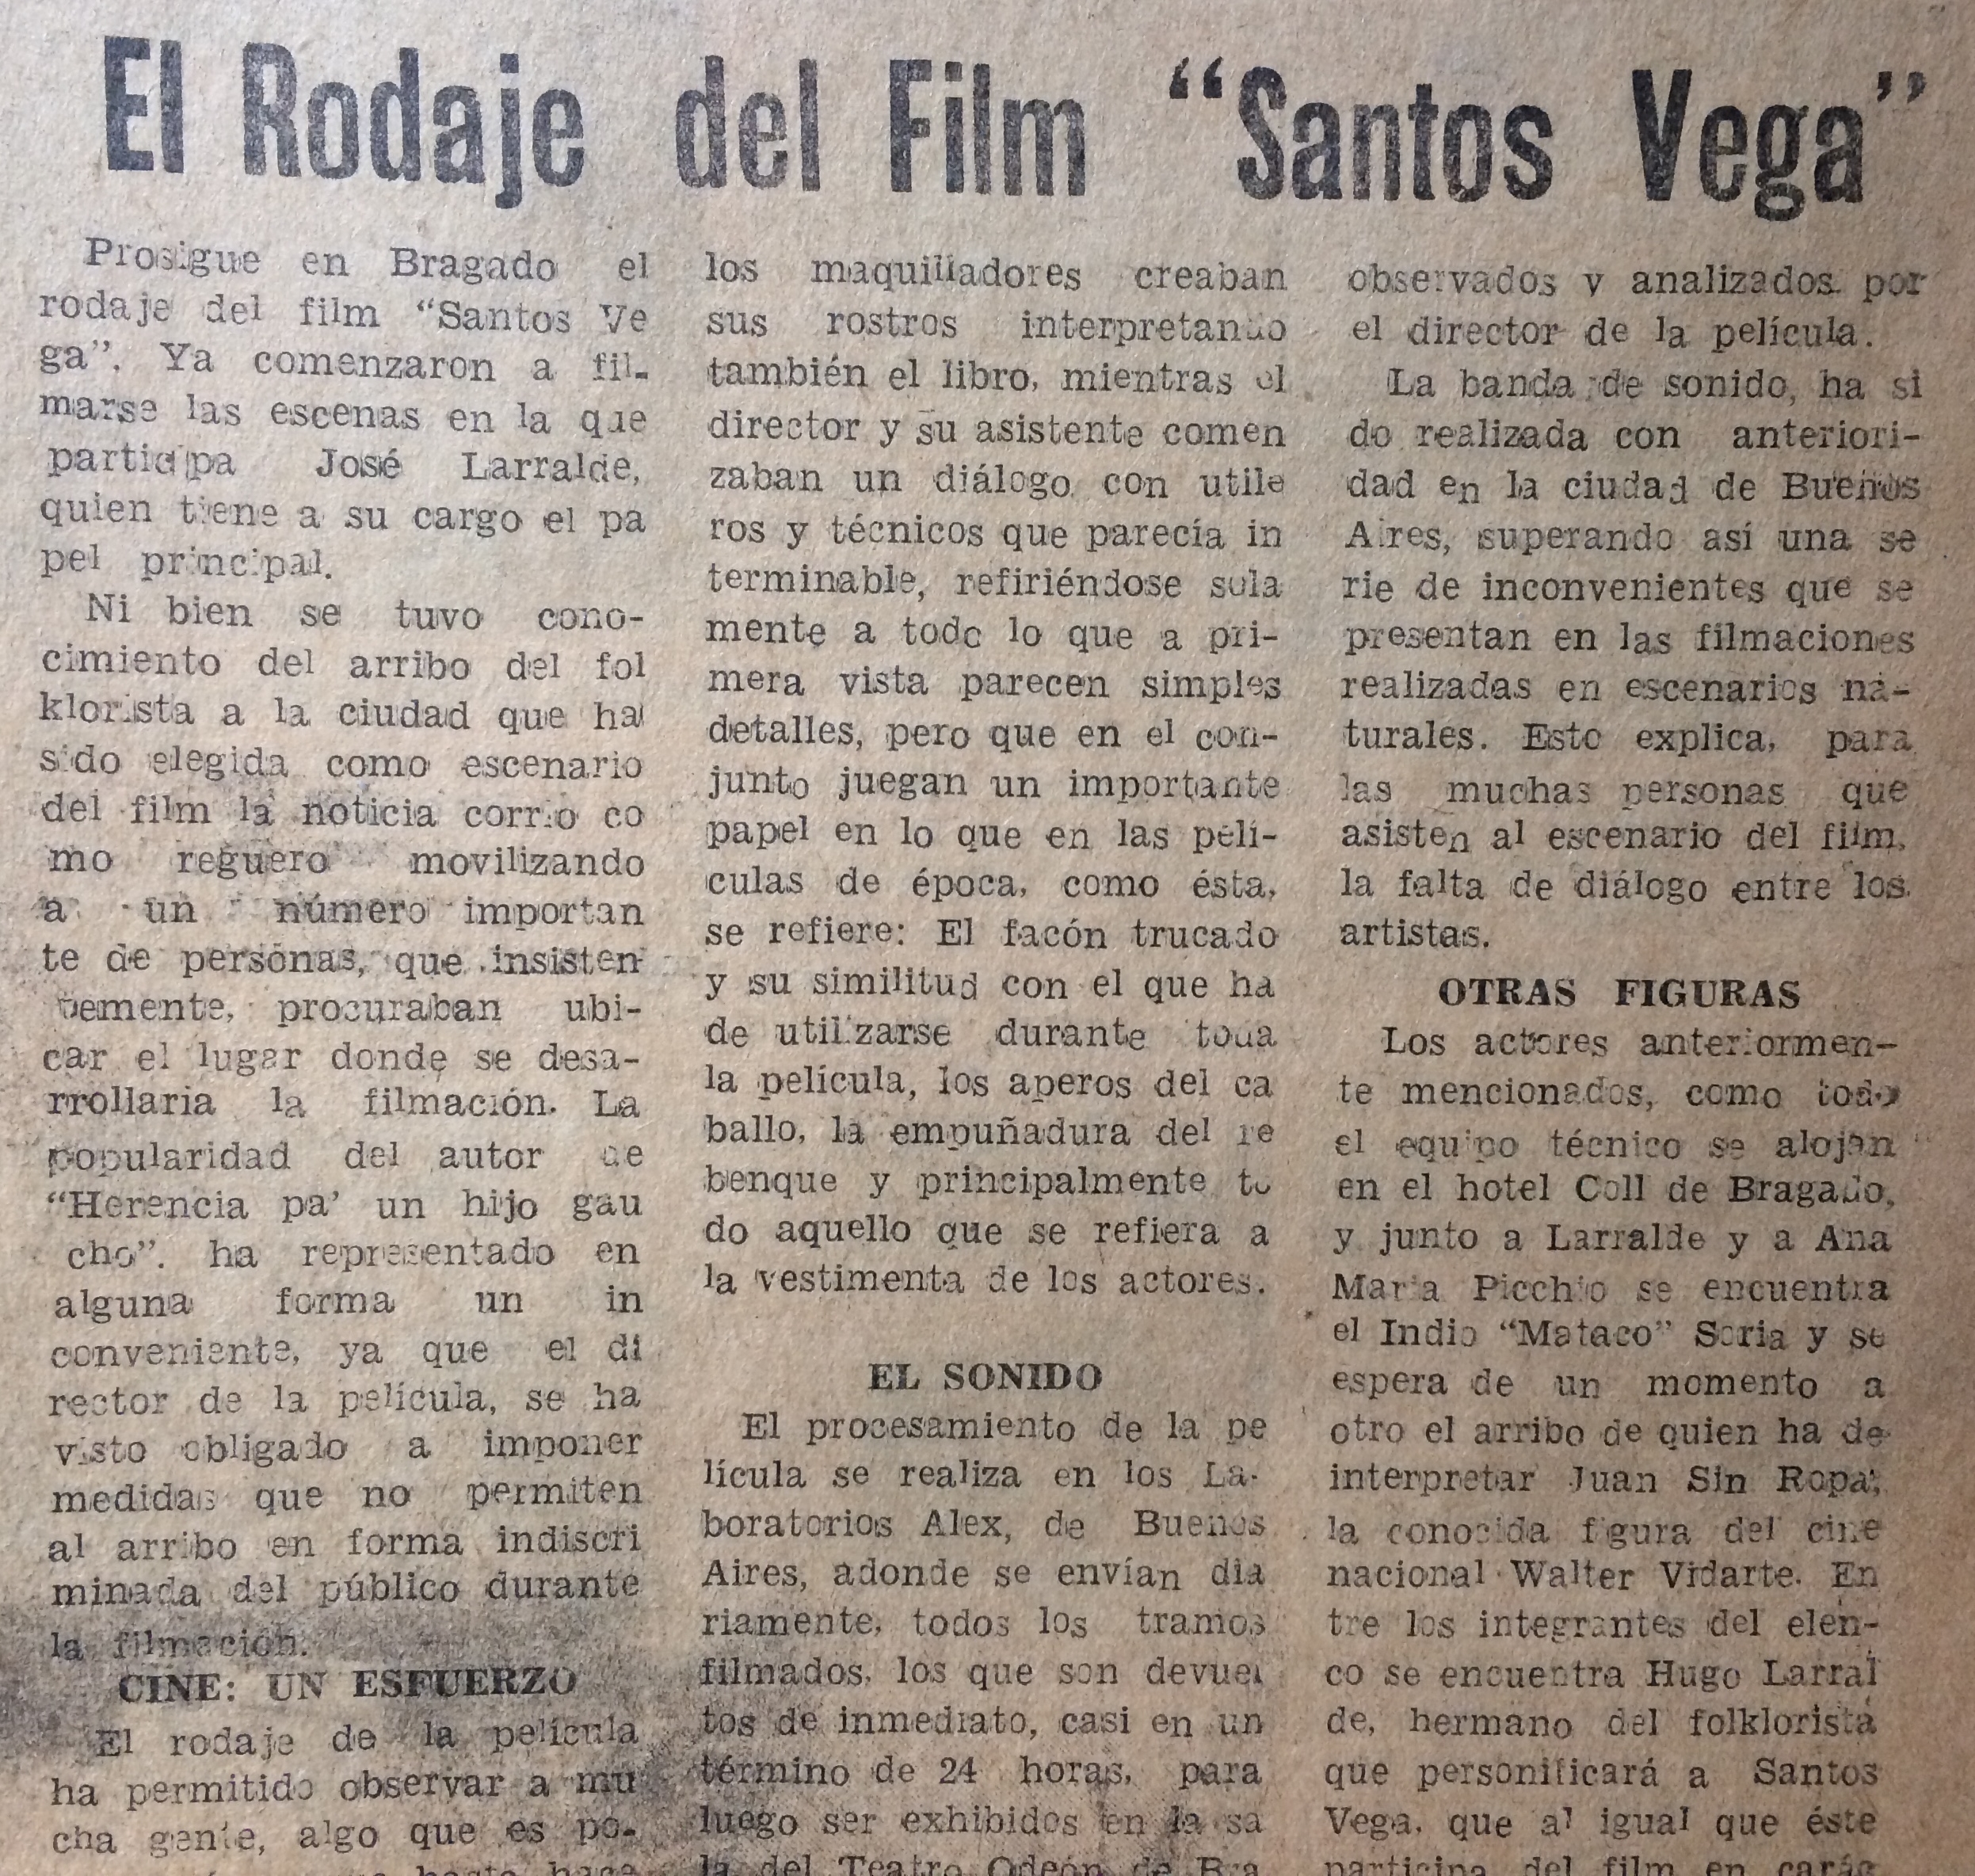 El Rodaje del Film “Santos Vega”
Prosigue en Bragado el
rodaje del film “Santos Ve
ga”. Ya comenzaron a fil-
marse las escenas en la que
participa José Larralde,
quien tiene a su cargo el pa
pel principal.
Ni bien se tuvo cono-
cimiento del arribo del fol
klorista a la ciudad que ha
sido elegida como escenario
del film la noticia corrio co
mo reguero movilizando
a un número importan
te de personas, que insisten
temente, procuraban ubi-
car el lugar donde se desa-
rrollaria la filmación. La
popularidad del autor de
“Herencia pa’ un hijo gau
cho”. ha representado en
alguna forma un in
conveniente, ya que el di
rector de la película, se ha
visto obligado a imponer
medidas que no permiten
al arribo en forma indiscri
minada del público durante
la filmación.
CINE: UN ESFUERZO
El rodaje de la película
ha permitido observar a mu
cha gente, algo que es po-
hasta hace
los maquilladores creaban
sus rostros interpretando
también el libro, mientras el
director y su asistente comen
zaban un diálogo con utile
ros y técnicos que parecía in
terminable, refiriéndose sola
mente a todo lo que a pri-
mera vista parecen simples
detalles, pero que en el con-
junto juegan un importante
papel en lo que en las pelí-
culas de época, como ésta,
se refiere: El facón trucado
y su similitud con el que ha
de utilizarse durante toda
la película, los aperos del ca
ballo, la empuñadura del re
benque y principalmente to
do aquello que se refiera a
la vestimenta de los actores.
EL SONIDO
El procesamiento de la pe
lícula se realiza en los La-
boratorios Alex, de Buenos
Aires, adonde se envían dia
riamente, todos los tramos
filmados, los que son devuel
tos de inmediato, casi en un
término de 24 horas, para
luego ser exhibidos en la sa
la del Teatro Odeón de Bra
observados y analizados por
el director de la película.
La banda de sonido, ha si
do realizada con anteriori-
dad en la ciudad de Buenos
Aires, superando así una se
rie de inconvenientes que se
presentan en las filmaciones
realizadas en escenarios na-
turales. Esto explica, para
las muchas personas que
asisten al escenario del film,
la falta de diálogo entre los
artistas.
OTRAS FIGURAS
Los actores anteriormen-
te mencionados, como todo
el equipo técnico se alojan
en el hotel Coll de Bragado,
y junto a Larralde y a Ana
María Picchio se encuentra
el Indio “Mataco” Soria y se
espera de un momento a
otro el arribo de quien ha de
interpretar Juan Sin Ropa;
la conocida figura del cine
nacional Walter Vidarte. En
tre los integrantes del elen-
co se encuentra Hugo Larral
de, hermano del folklorista
que personificará a Santos
Vega, que al igual que éste
participa del film en carác